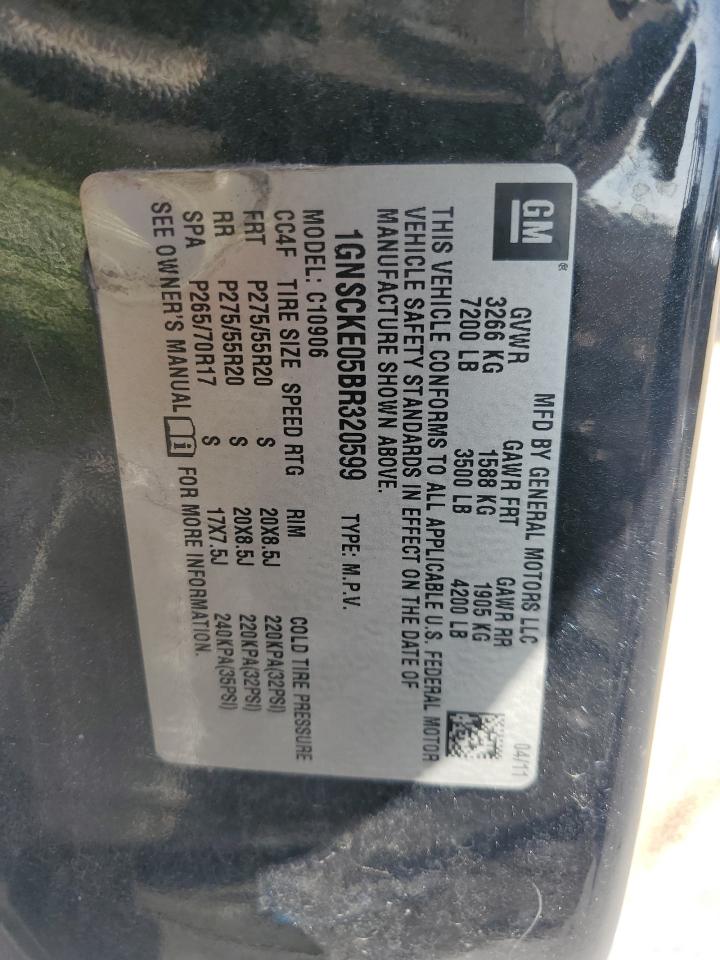 GM ®
MFD BY GENERAL MOTORS LLC 04/11
GVWR GAWR FRT GAWR RR
3266 KG 1588 KG 1905 KG
7200 LB 3500 LB 4200 LB
THIS VEHICLE CONFORMS TO ALL APPLICABLE U.S. FEDERAL MOTOR
VEHICLE SAFETY STANDARDS IN EFFECT ON THE DATE OF
MANUFACTURE SHOWN ABOVE.
1GNSCKE05BR320599 TYPE: M.P.V.
MODEL: C10906
CC4F TIRE SIZE SPEED RTG RIM COLD TIRE PRESSURE
FRT P275/55R20 S 20X8.5J 220KPA(32PSI)
RR P275/55R20 S 20X8.5J 220KPA(32PSI)
SPA P265/70R17 S 17X7.5J 240KPA(35PSI)
SEE OWNER'S MANUAL i FOR MORE INFORMATION.